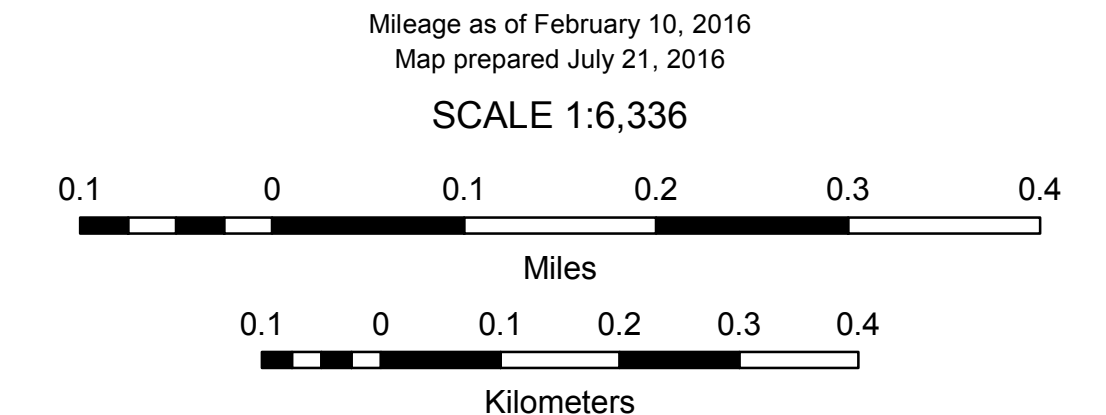 Mileage as of February 10, 2016
Map prepared July 21, 2016
SCALE 1:6,336
0.1 0 0.1 0.2 0.3 0.4
Miles
0.1 0 0.1 0.2 0.3 0.4
Kilometers